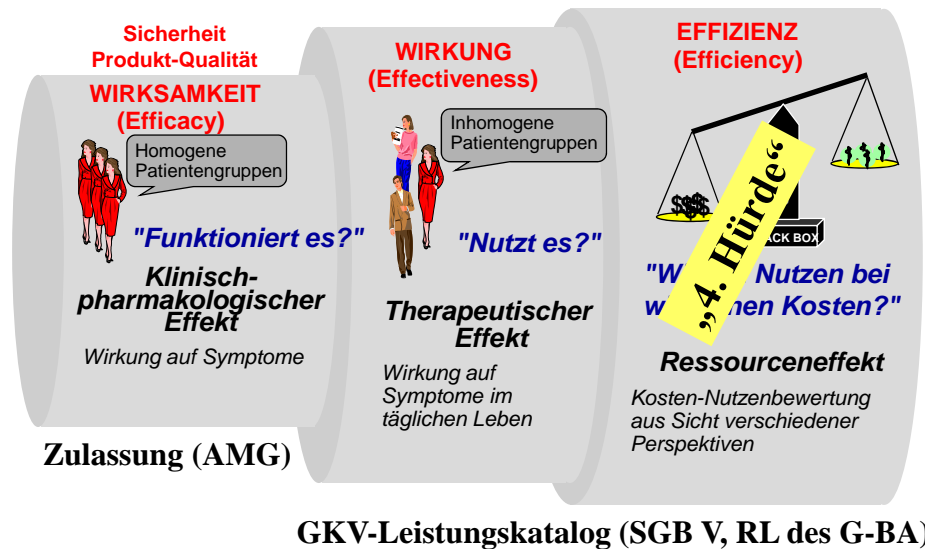 Sicherheit
Produkt-Qualität
WIRKSAMKEIT
(Efficacy)
Homogene
Patientengruppen
"Funktioniert es?"
Klinisch-
pharmakologischer
Effekt
Wirkung auf Symptome
Zulassung (AMG)
WIRKUNG
(Effectiveness)
Inhomogene
Patientengruppen
"Nutzt es?"
Therapeutischer
Effekt
Wirkung auf
Symptome im
täglichen Leben
EFFIZIENZ
(Efficiency)
$$$
$ $ $
ACK BOX
„4. Hürde“
Nutzen bei
Kosten?"
Ressourceneffekt
Kosten-Nutzenbewertung
aus Sicht verschiedener
Perspektiven
GKV-Leistungskatalog (SGB V, RL des G-BA)